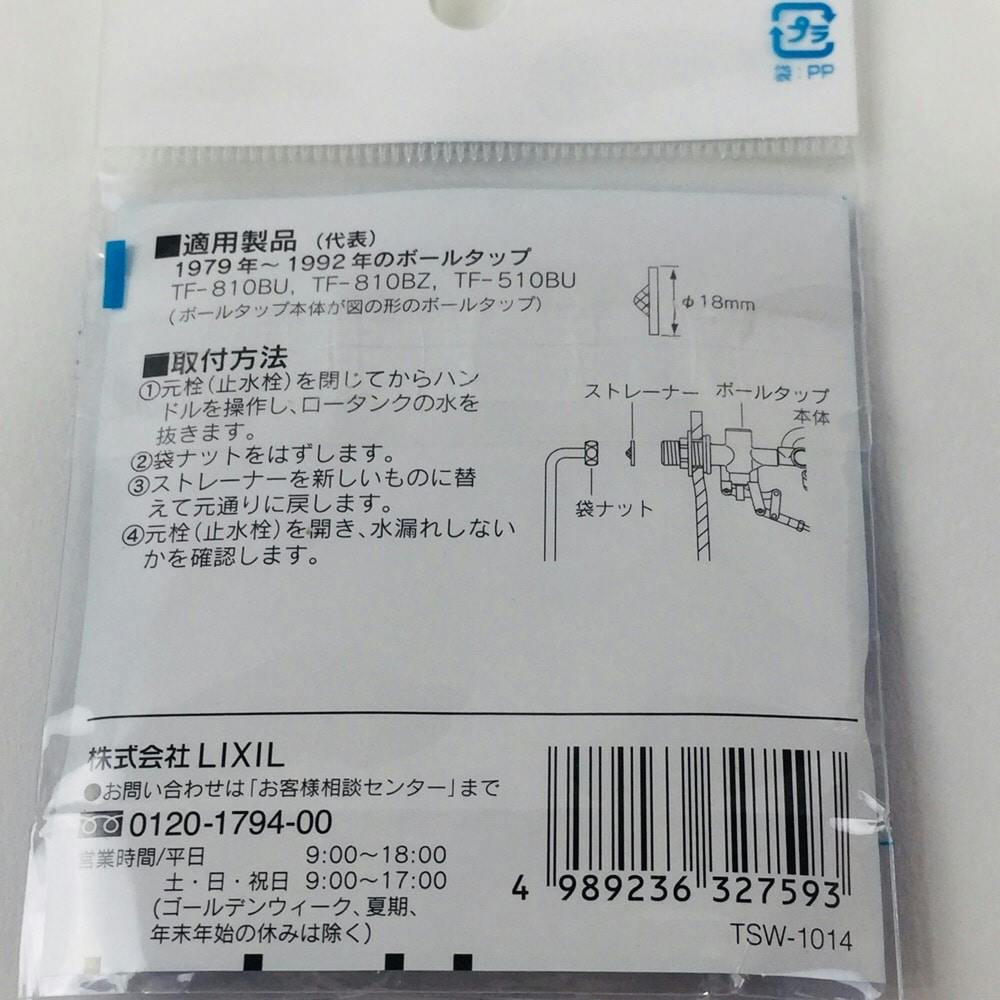 プラ
袋:PP
■適用製品 (代表)
1979年～1992年のボールタップ
TF-810BU, TF-810BZ, TF-510BU
(ボールタップ本体が図の形のボールタップ)
φ18mm
■取付方法
①元栓(止水栓)を閉じてからハン
ドルを操作し、ロータンクの水を
抜きます。
②袋ナットをはずします。
③ストレーナーを新しいものに替
えて元通りに戻します。
④元栓(止水栓)を開き、水漏れしない
かを確認します。
ストレーナー
ボールタップ
本体
袋ナット
株式会社LIXIL
●お問い合わせは「お客様相談センター」まで
0120-1794-00
営業時間/平日 9:00～18:00
土・日・祝日 9:00～17:00
(ゴールデンウィーク、夏期、
年末年始の休みは除く)
4 989236 327593
TSW-1014